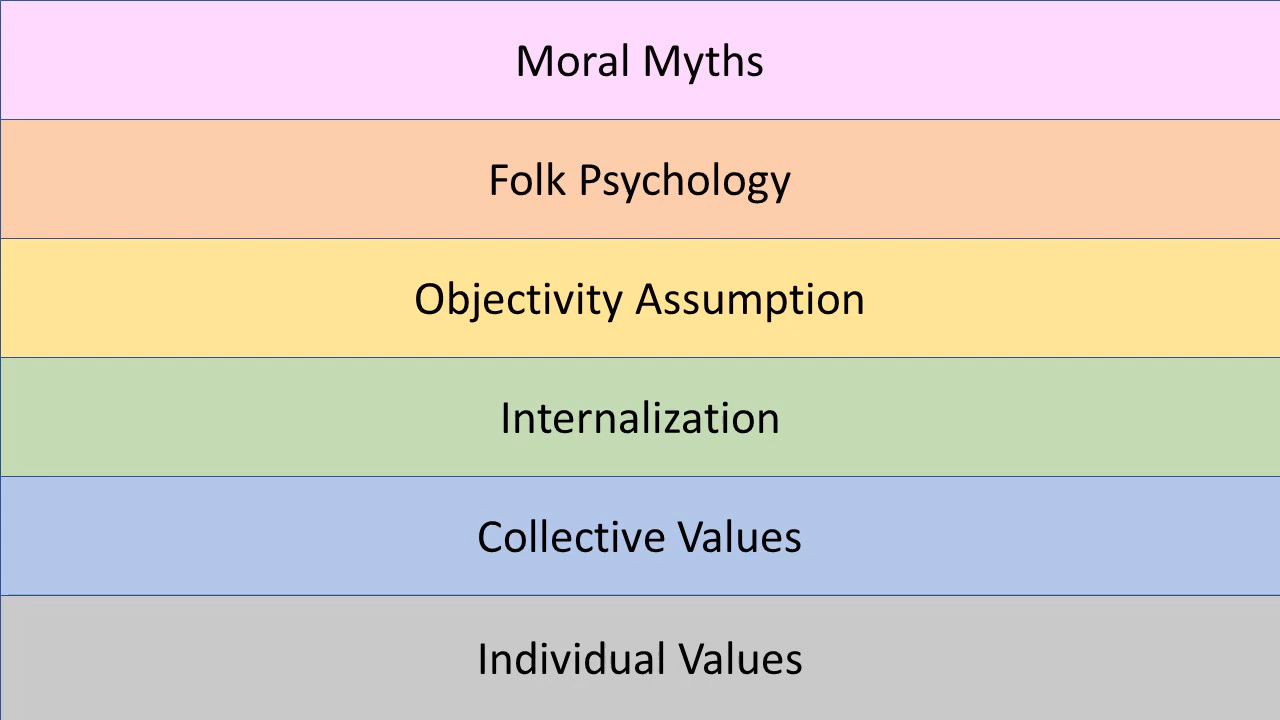 Moral Myths
Folk Psychology
Objectivity Assumption
Internalization
Collective Values
Individual Values